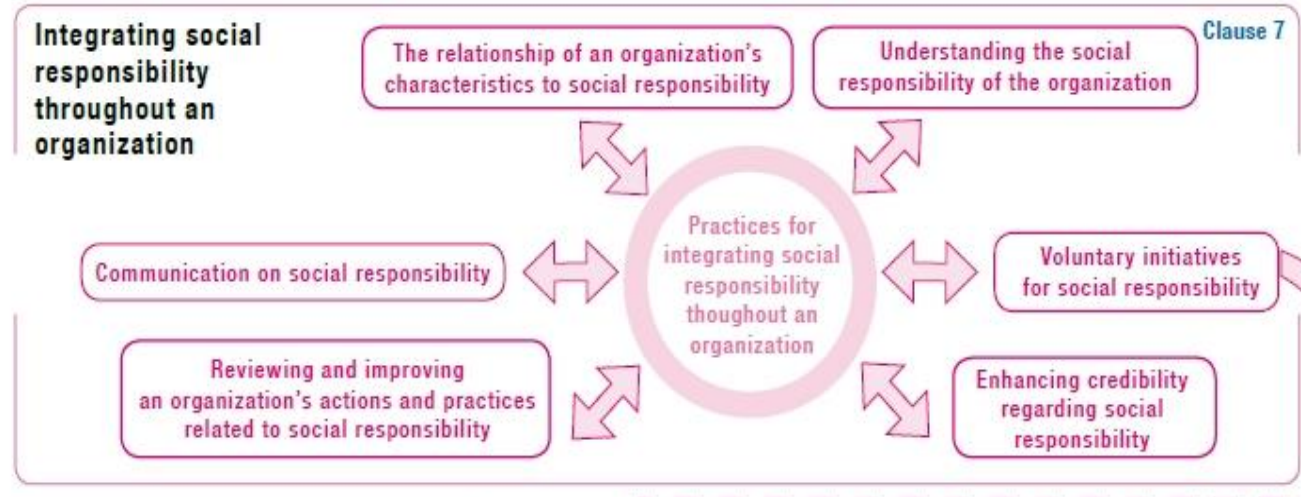 Integrating social
responsibility
throughout an
organization
The relationship of an organization's
characteristics to social responsibility
Understanding the social
responsibility of the organization
Clause 7
Practices for
integrating social
responsibility
thoughout an
organization
Communication on social responsibility
Voluntary initiatives
for social responsibility
Reviewing and improving
an organization's actions and practices
related to social responsibility
Enhancing credibility
regarding social
responsibility